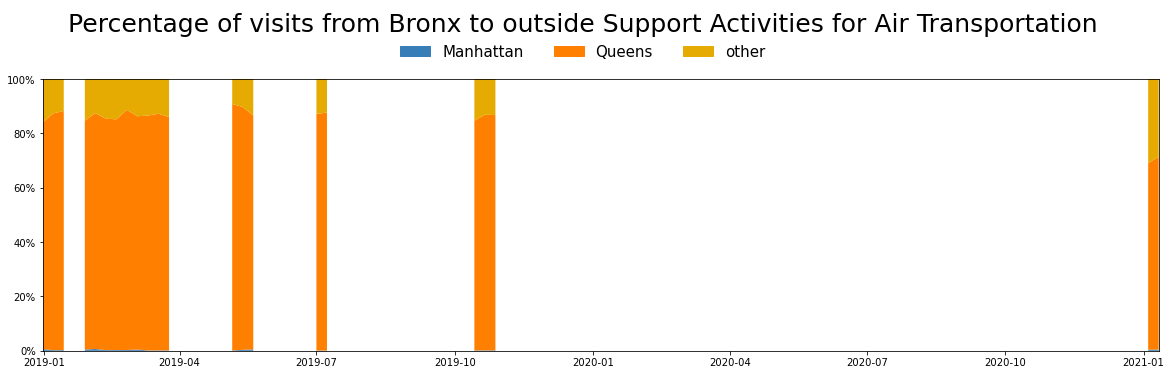 Percentage of visits from Bronx to outside Support Activities for Air Transportation
Manhattan Queens other
100%
80%
60%
40%
20%
0%
2019-01 2019-04 2019-07 2019-10 2020-01 2020-04 2020-07 2020-10 2021-01